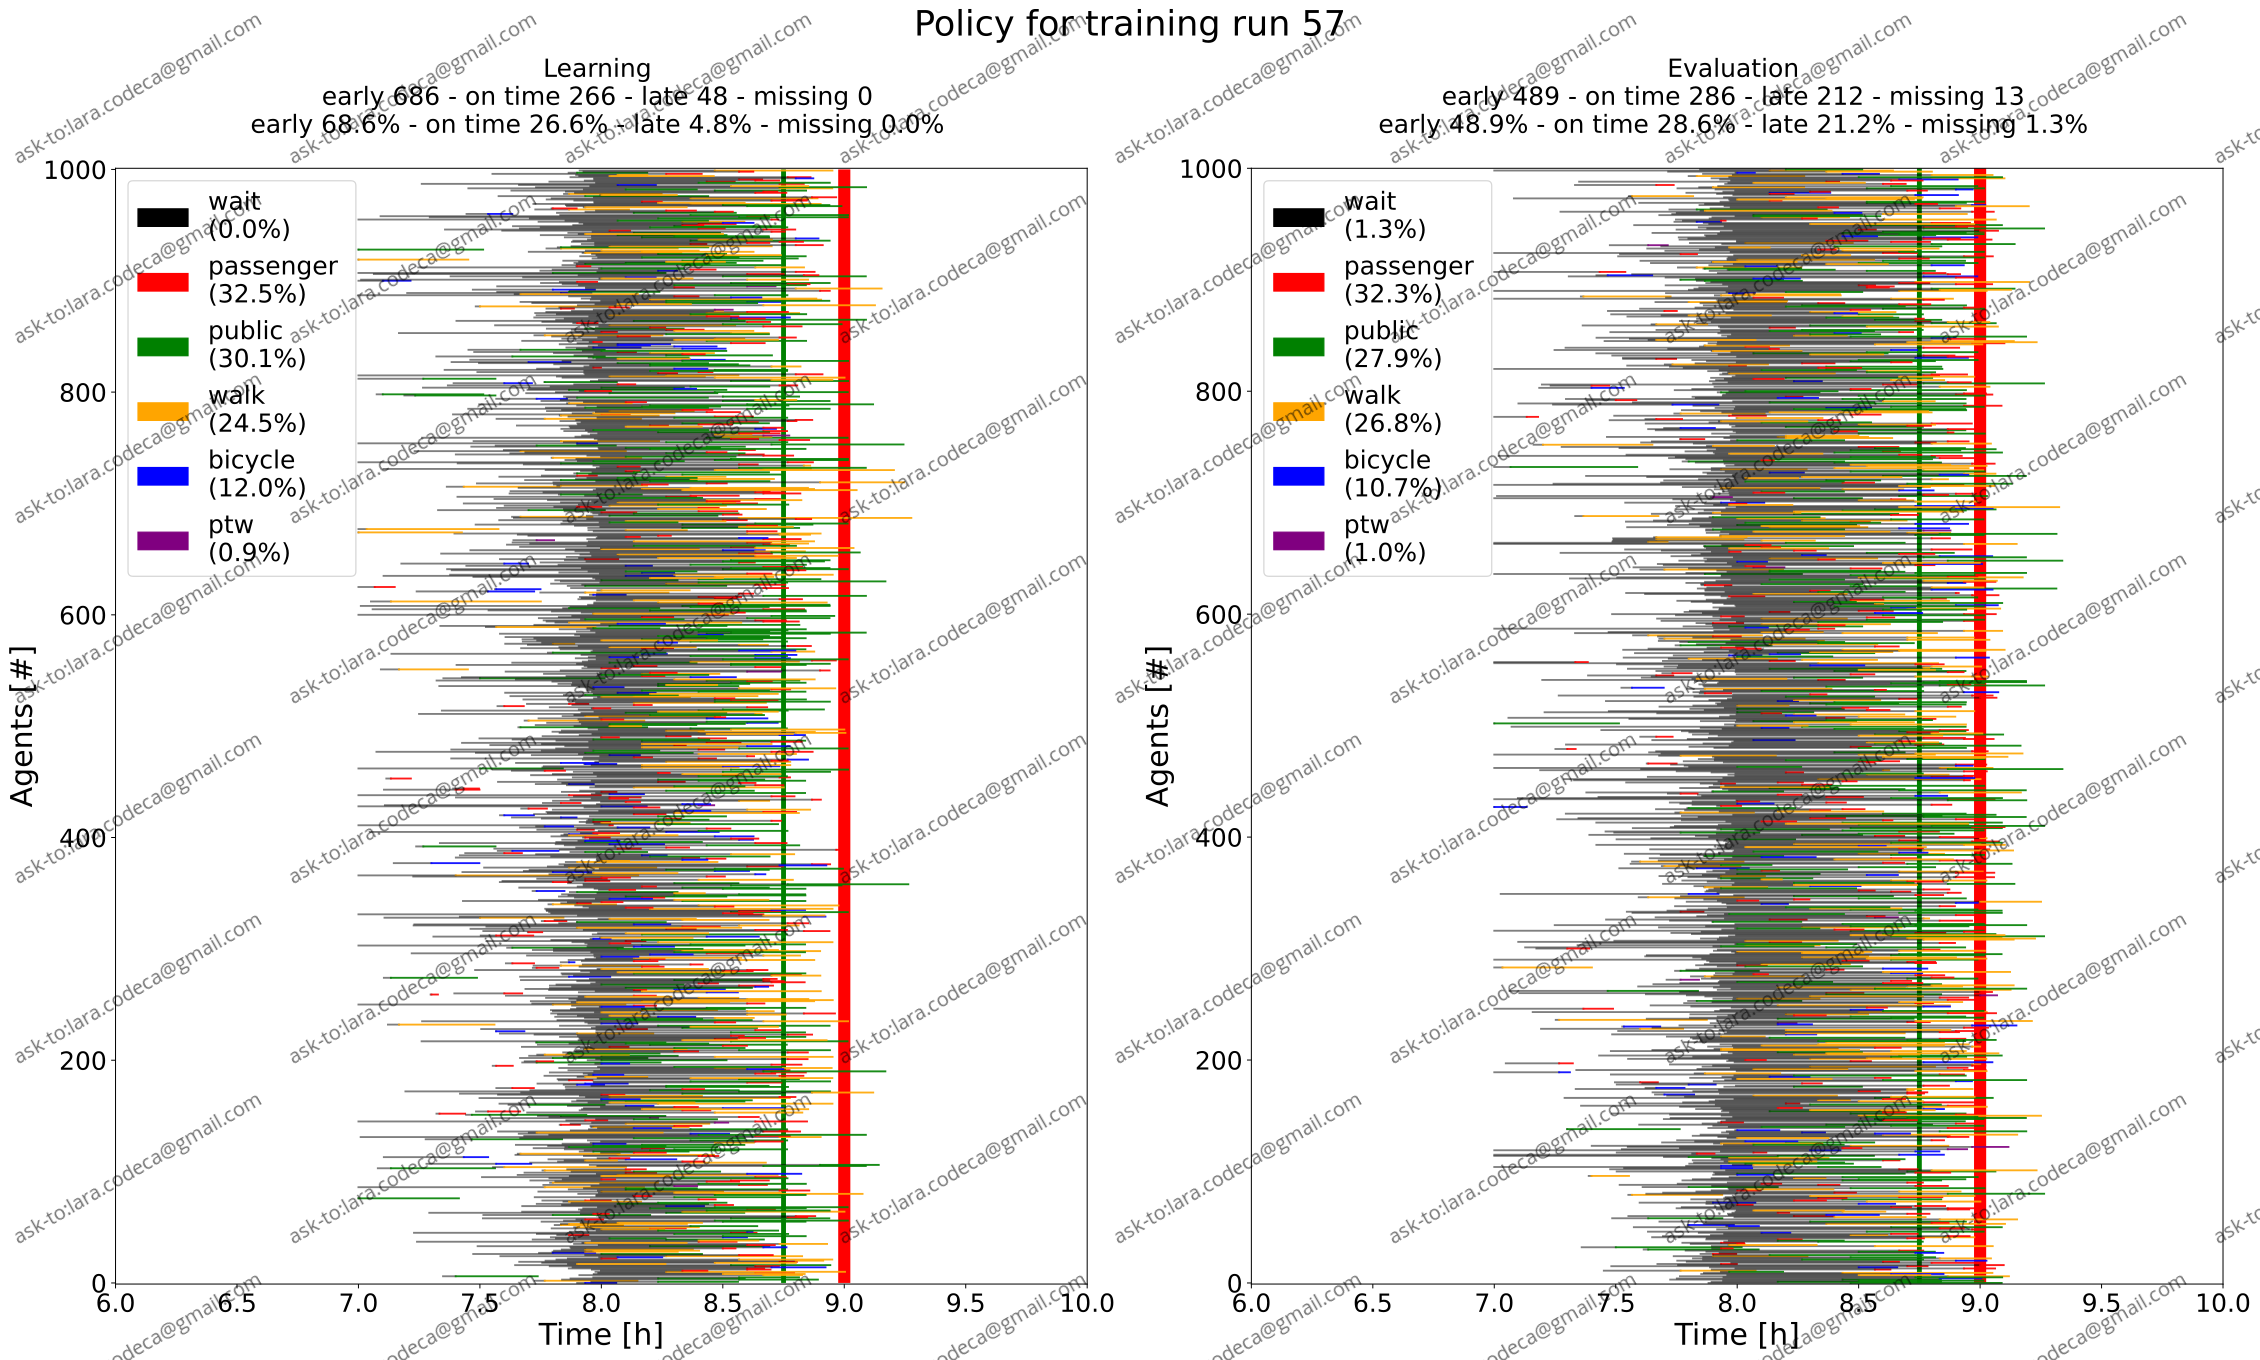 Policy for training run 57
Learning
early 686 - on time 266 - late 48 - missing 0
early 68.6% - on time 26.6% - late 4.8% - missing 0.0%
wait
(0.0%)
passenger
(32.5%)
public
(30.1%)
walk
(24.5%)
bicycle
(12.0%)
ptw
(0.9%)
1000
800
600
400
200
0
Agents [#]
6.0 6.5 7.0 7.5 8.0 8.5 9.0 9.5 10.0
Time [h]
Evaluation
early 489 - on time 286 - late 212 - missing 13
early 48.9% - on time 28.6% - late 21.2% - missing 1.3%
wait
(1.3%)
passenger
(32.3%)
public
(27.9%)
walk
(26.8%)
bicycle
(10.7%)
ptw
(1.0%)
1000
800
600
400
200
0
Agents [#]
6.0 6.5 7.0 7.5 8.0 8.5 9.0 9.5 10.0
Time [h]
ask-to:lara.codeca@gmail.com